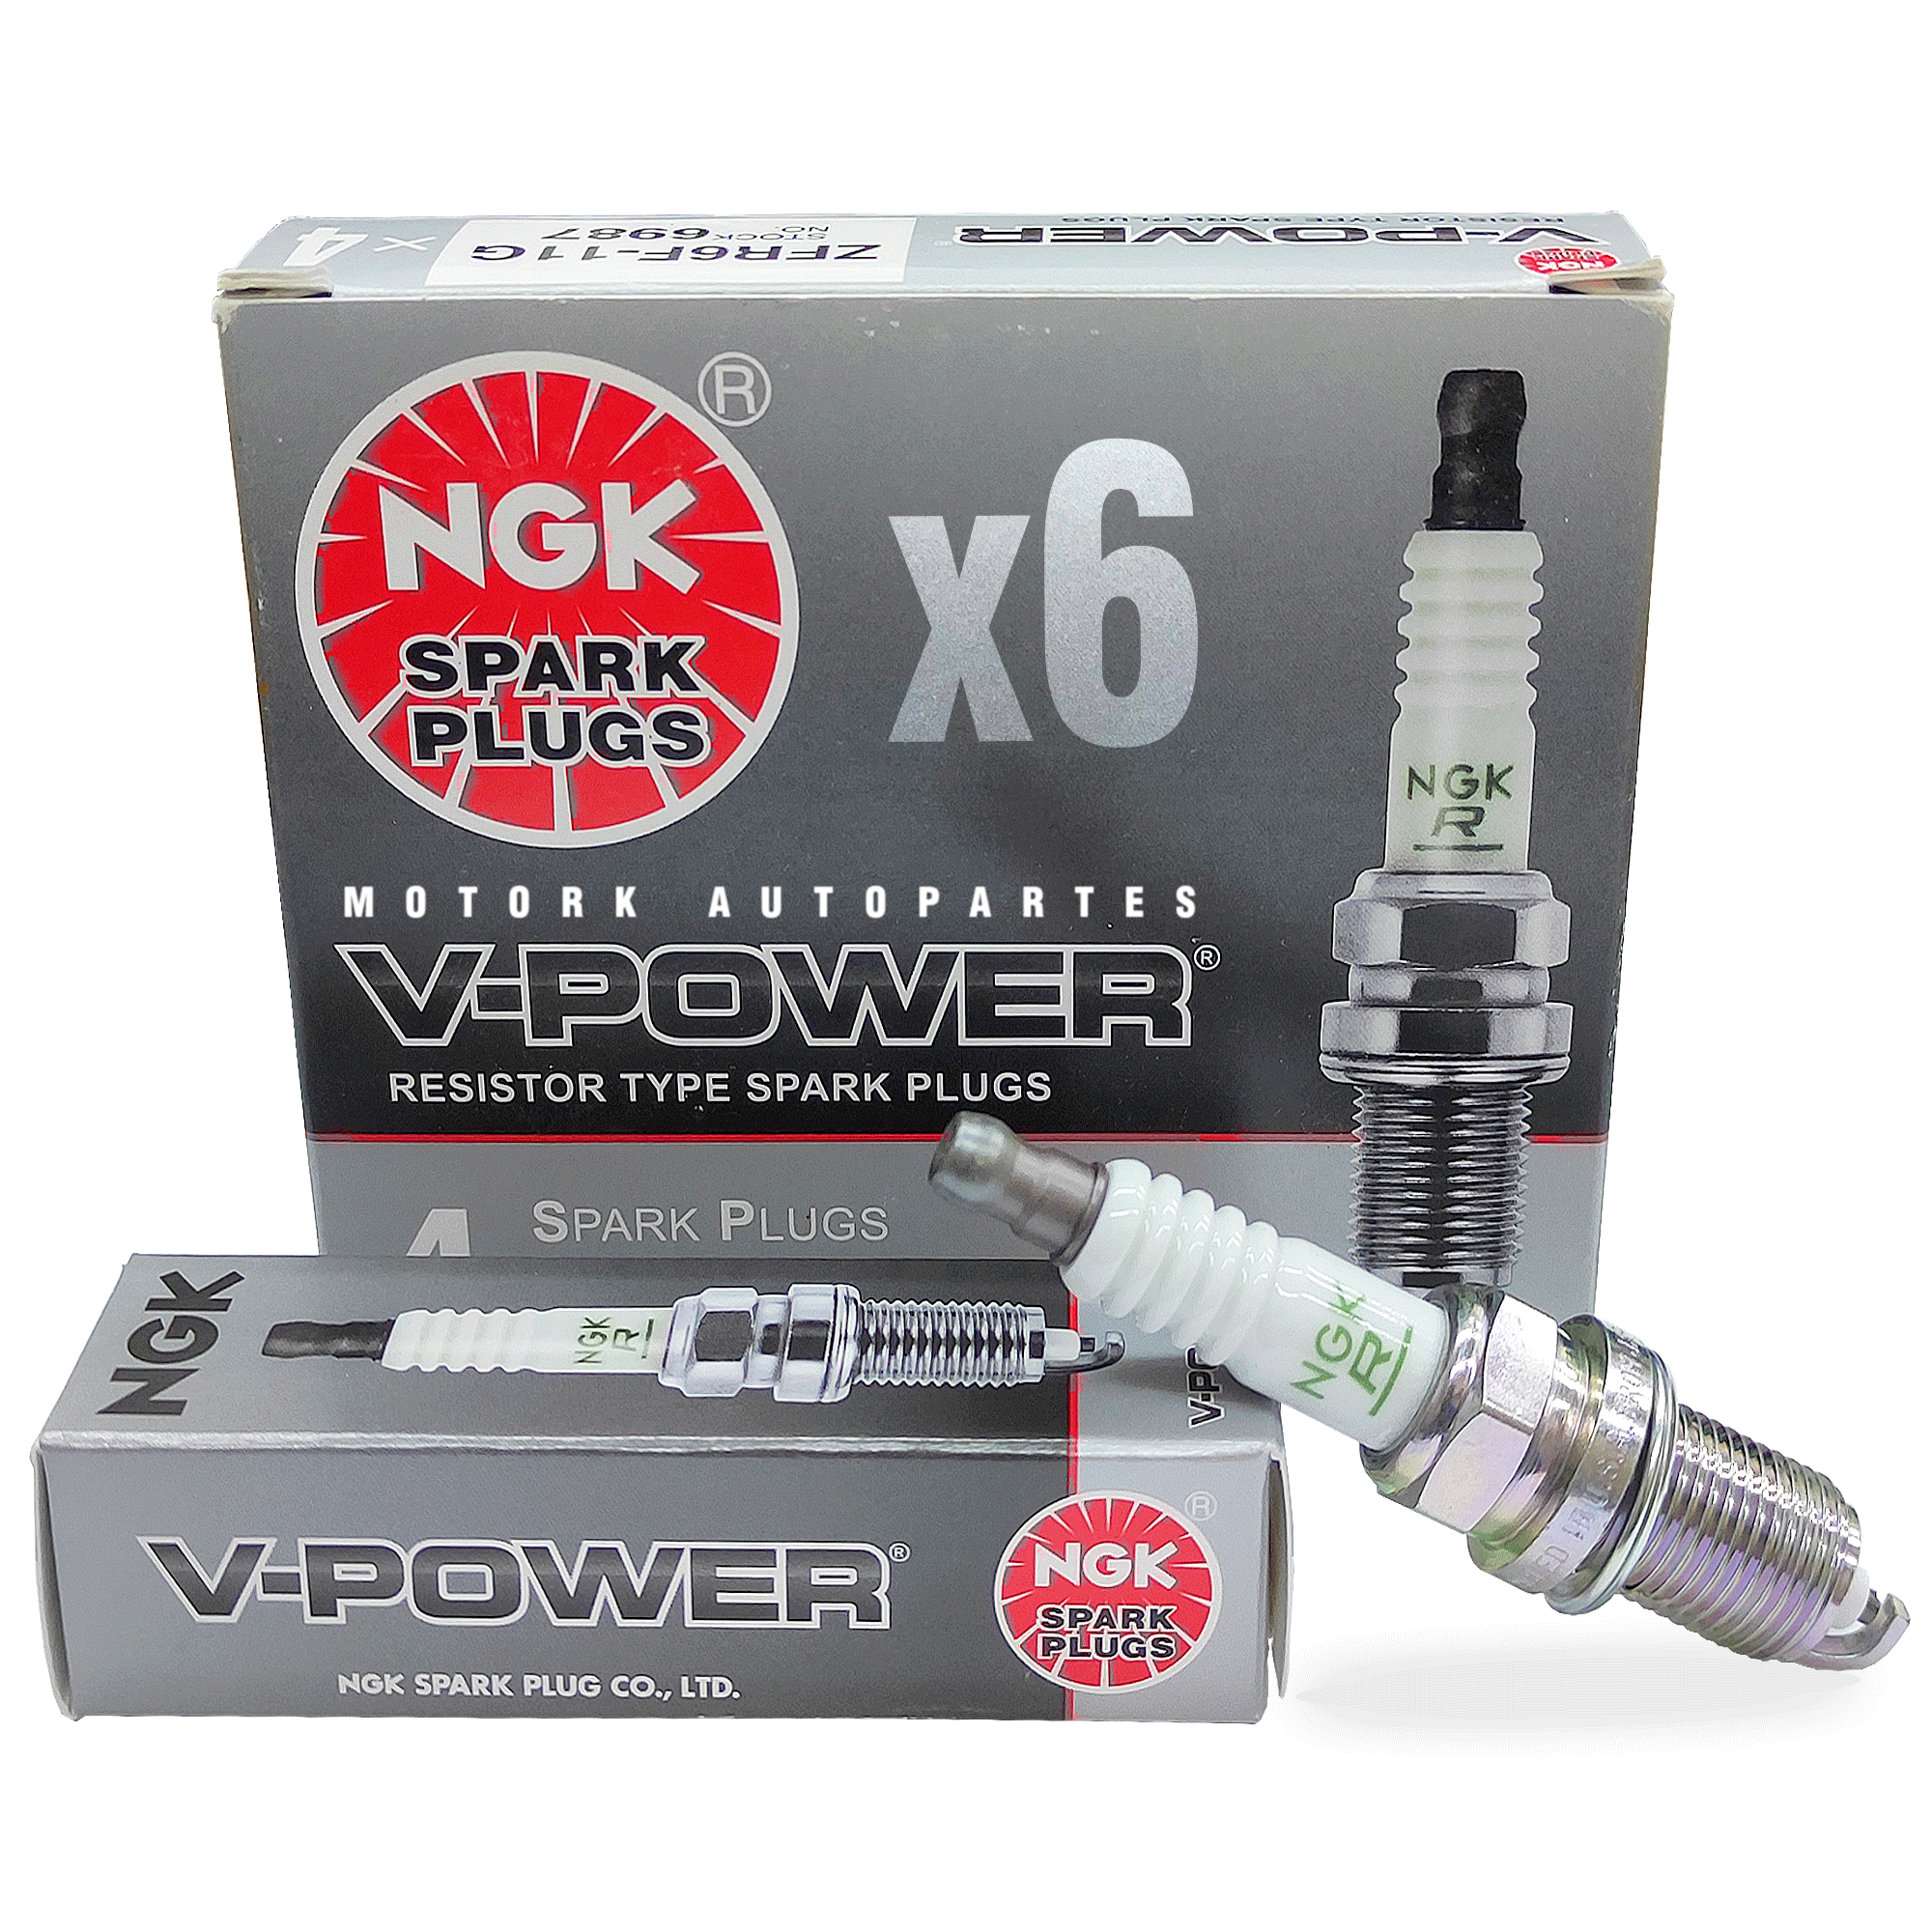 × 4
ZFR6F-11G
STOCK NO. 6987
V-POWER®
RESISTOR TYPE SPARK PLUGS
NGK
®
NGK
SPARK
PLUGS
x6
NGK
R
MOTORK AUTOPARTES
V-POWER®
RESISTOR TYPE SPARK PLUGS
4 SPARK PLUGS
NGK
NGK
R
V-PO
NGK
R
V-POWER®
®
NGK
SPARK
PLUGS
NGK SPARK PLUG CO., LTD.